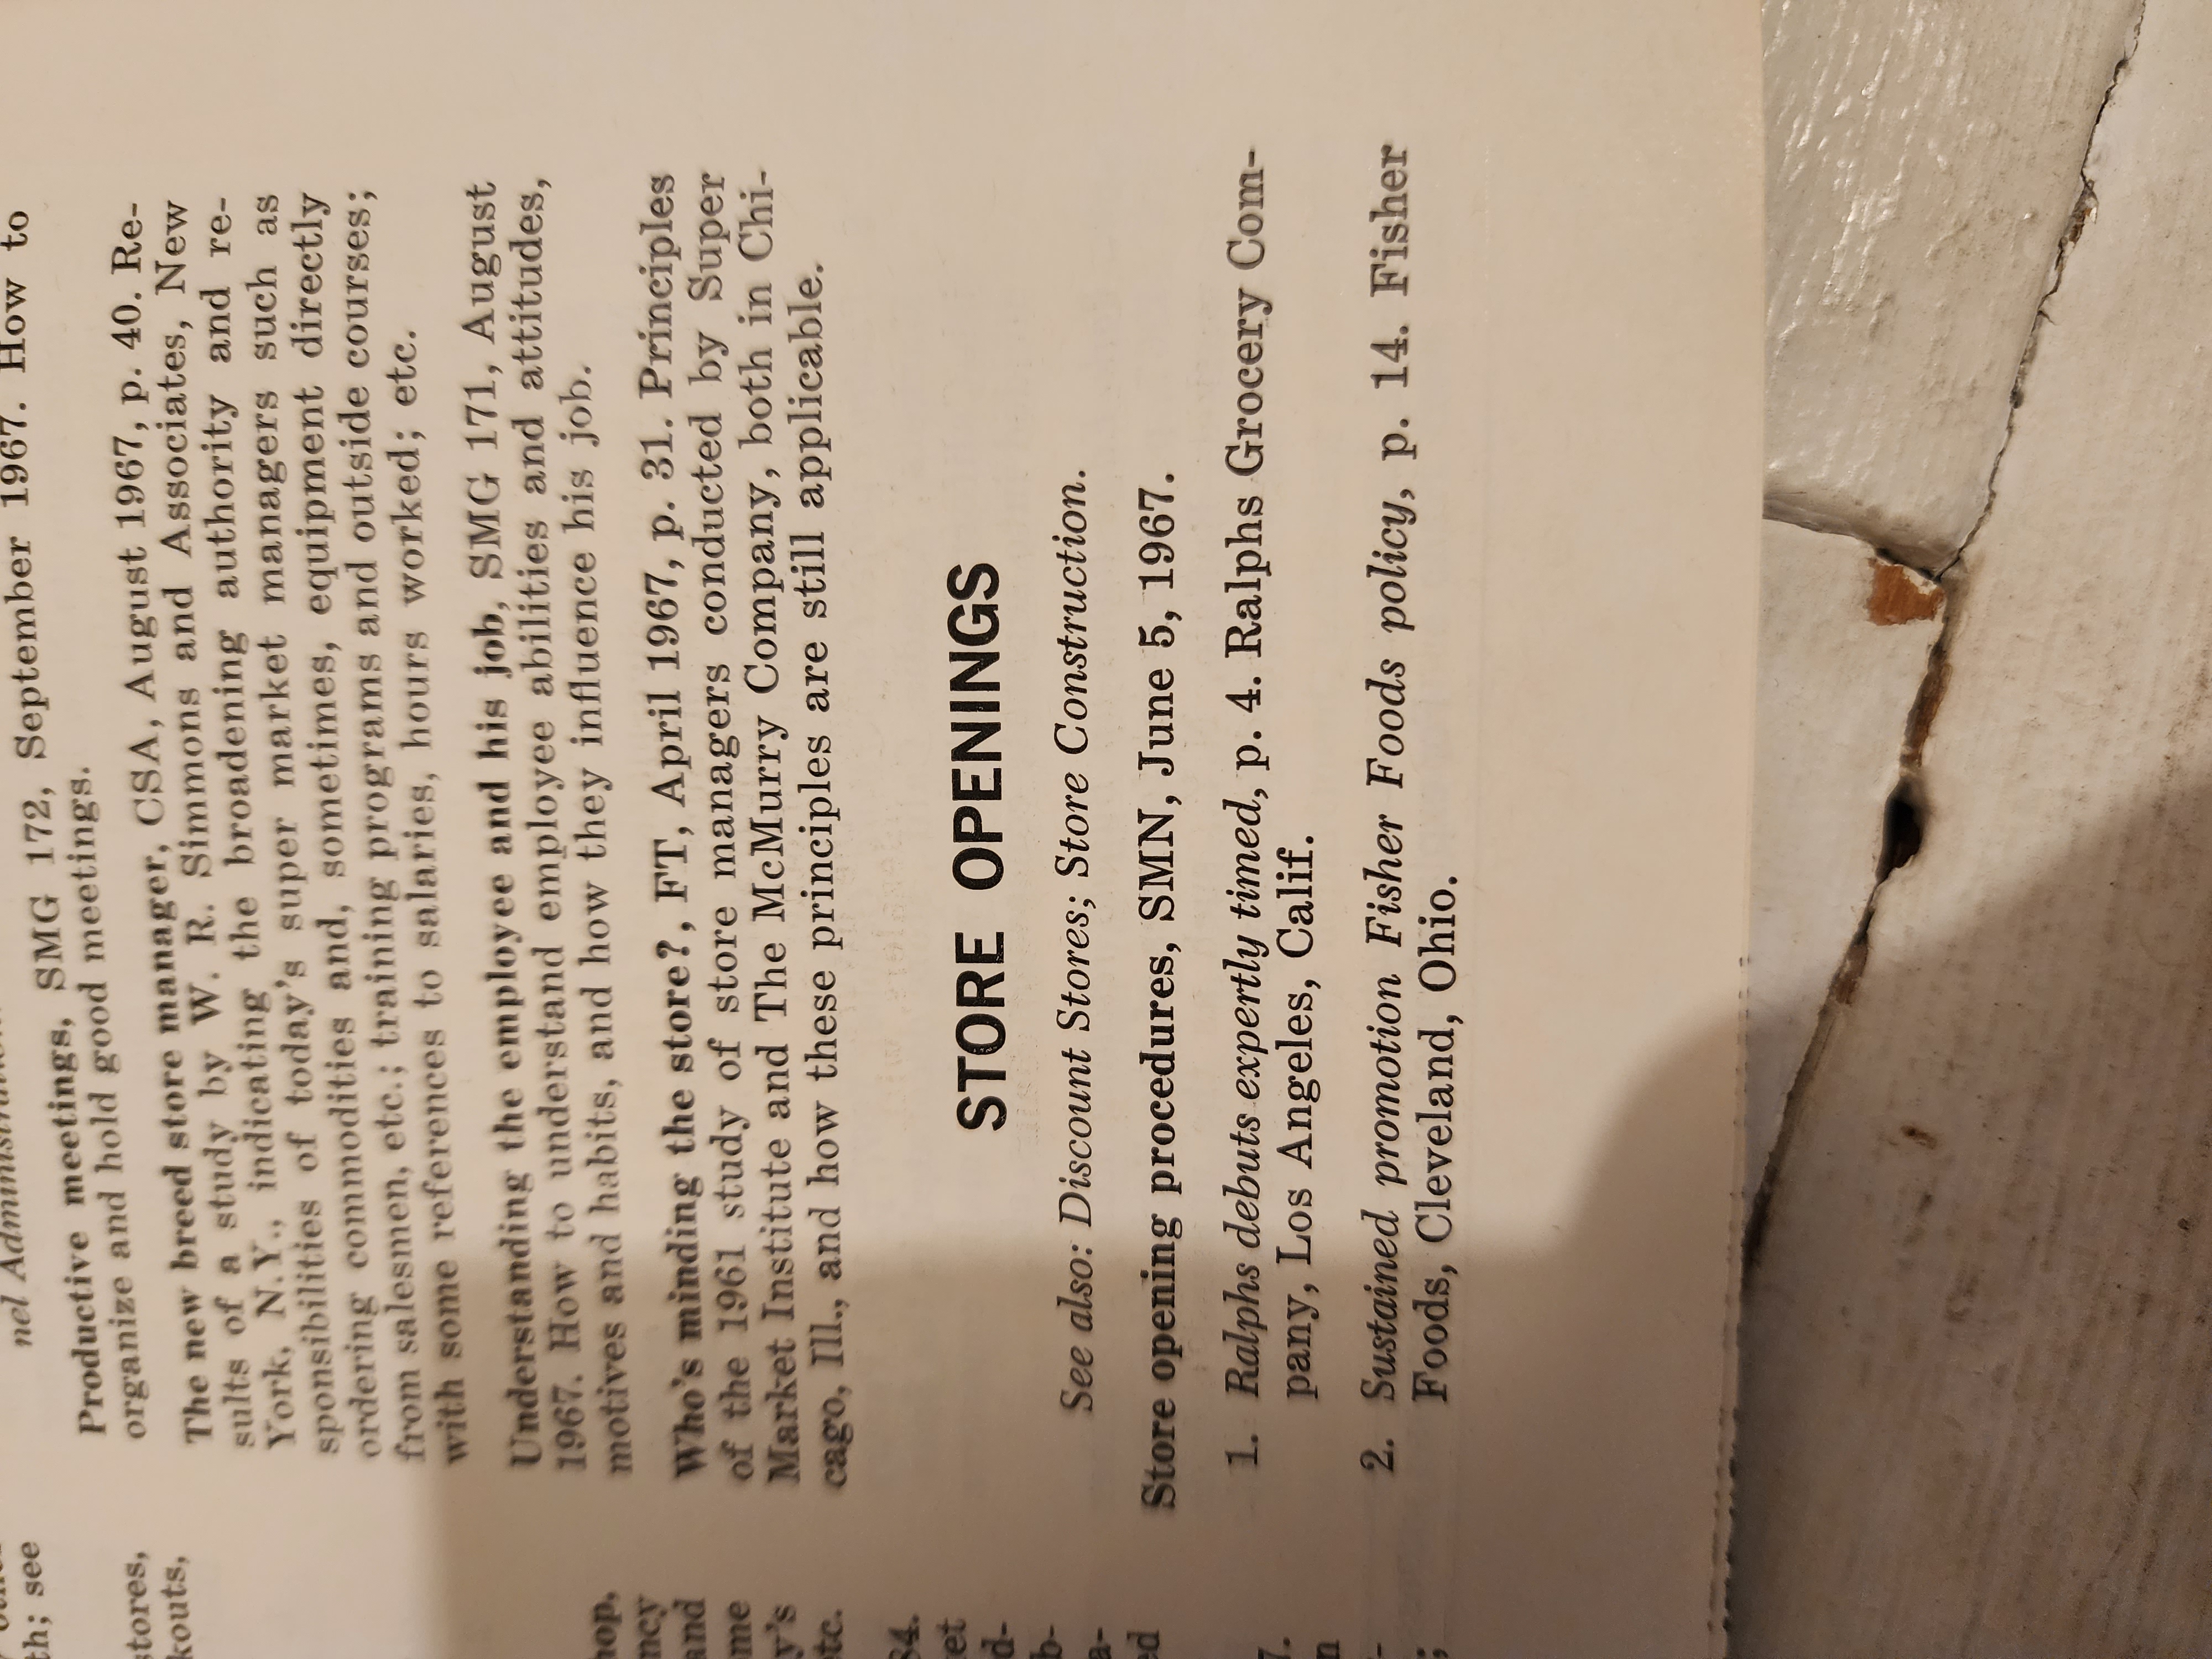 nel
Productive meetings, SMG 172, September 1967. How to
organize and hold good meetings.
The new breed store manager, CSA, August 1967, p. 40. Re-
sults of a study by W. R. Simmons and Associates, New
York, N.Y., indicating the broadening authority and re-
sponsibilities of today's super market managers such as
ordering commodities and, sometimes, equipment directly
from salesmen, etc.; training programs and outside courses;
with some references to salaries, hours worked; etc.
Understanding the employee and his job, SMG 171, August
1967. How to understand employee abilities and attitudes,
motives and habits, and how they influence his job.
Who's minding the store?, FT, April 1967, p. 31. Principles
of the 1961 study of store managers conducted by Super
Market Institute and The McMurry Company, both in Chi-
cago, Ill., and how these principles are still applicable.
STORE OPENINGS
See also: Discount Stores; Store Construction.
Store opening procedures, SMN, June 5, 1967.
1. Ralphs debuts expertly timed, p. 4. Ralphs Grocery Com-
pany, Los Angeles, Calif.
2. Sustained promotion Fisher Foods policy, p. 14. Fisher
Foods, Cleveland, Ohio.